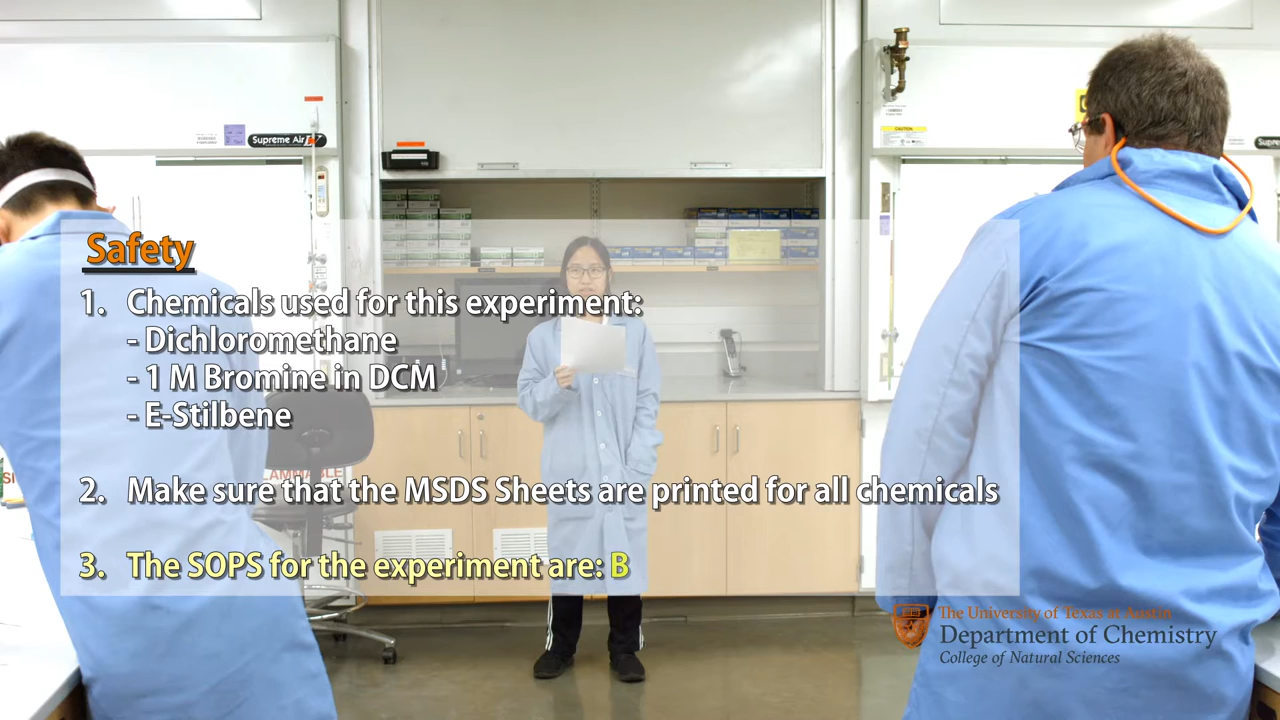 Supreme Air
CAUTION
Safety
1. Chemicals used for this experiment:
- Dichloromethane
- 1 M Bromine in DCM
- E-Stilbene
2. Make sure that the MSDS Sheets are printed for all chemicals
3. The SOPS for the experiment are: B
The University of Texas at Austin
Department of Chemistry
College of Natural Sciences